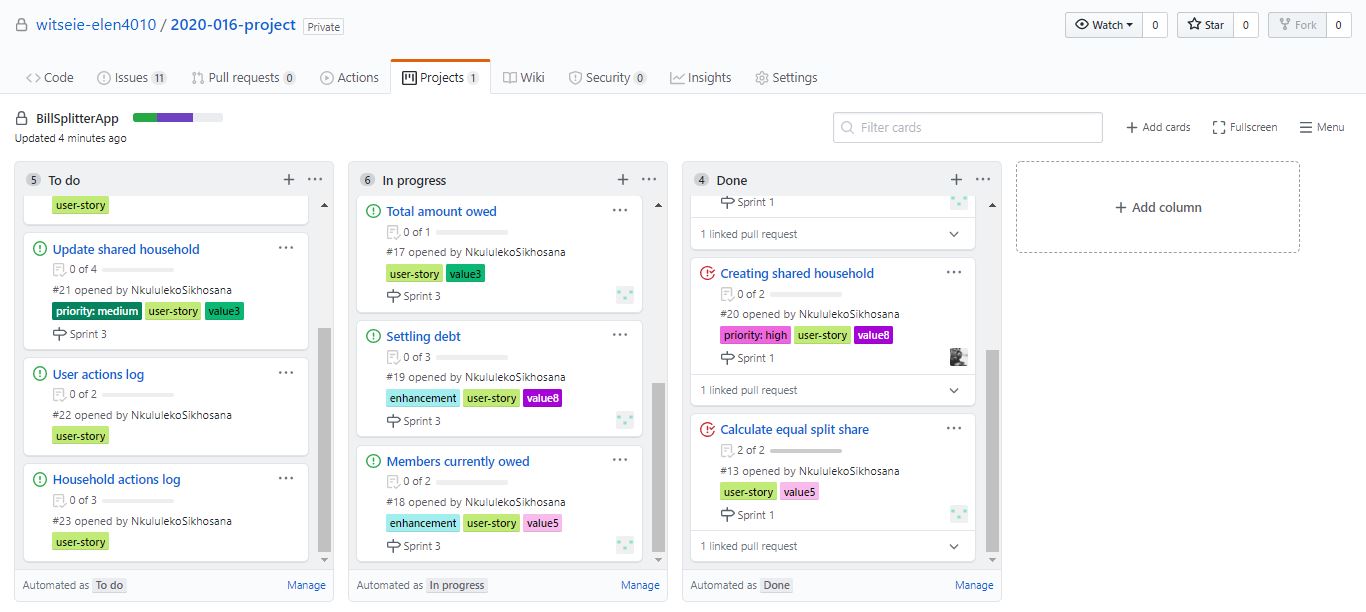 witseie-elen4010 / 2020-016-project Private
Watch 0 Star 0 Fork 0
Code Issues 11 Pull requests 0 Actions Projects 1 Wiki Security 0 Insights Settings
BillSplitterApp
Updated 4 minutes ago
Filter cards
Add cards Fullscreen Menu
5 To do
user-story
Update shared household
0 of 4
#21 opened by NkululekoSikhosana
priority: medium user-story value3
Sprint 3
User actions log
0 of 2
#22 opened by NkululekoSikhosana
user-story
Household actions log
0 of 3
#23 opened by NkululekoSikhosana
user-story
Automated as To do Manage
6 In progress
Total amount owed
0 of 1
#17 opened by NkululekoSikhosana
user-story value3
Sprint 3
Settling debt
0 of 3
#19 opened by NkululekoSikhosana
enhancement user-story value8
Sprint 3
Members currently owed
0 of 2
#18 opened by NkululekoSikhosana
enhancement user-story value5
Sprint 3
Automated as In progress Manage
4 Done
Sprint 1
1 linked pull request
Creating shared household
0 of 2
#20 opened by NkululekoSikhosana
priority: high user-story value8
Sprint 1
1 linked pull request
Calculate equal split share
2 of 2
#13 opened by NkululekoSikhosana
user-story value5
Sprint 1
1 linked pull request
Automated as Done Manage
+ Add column